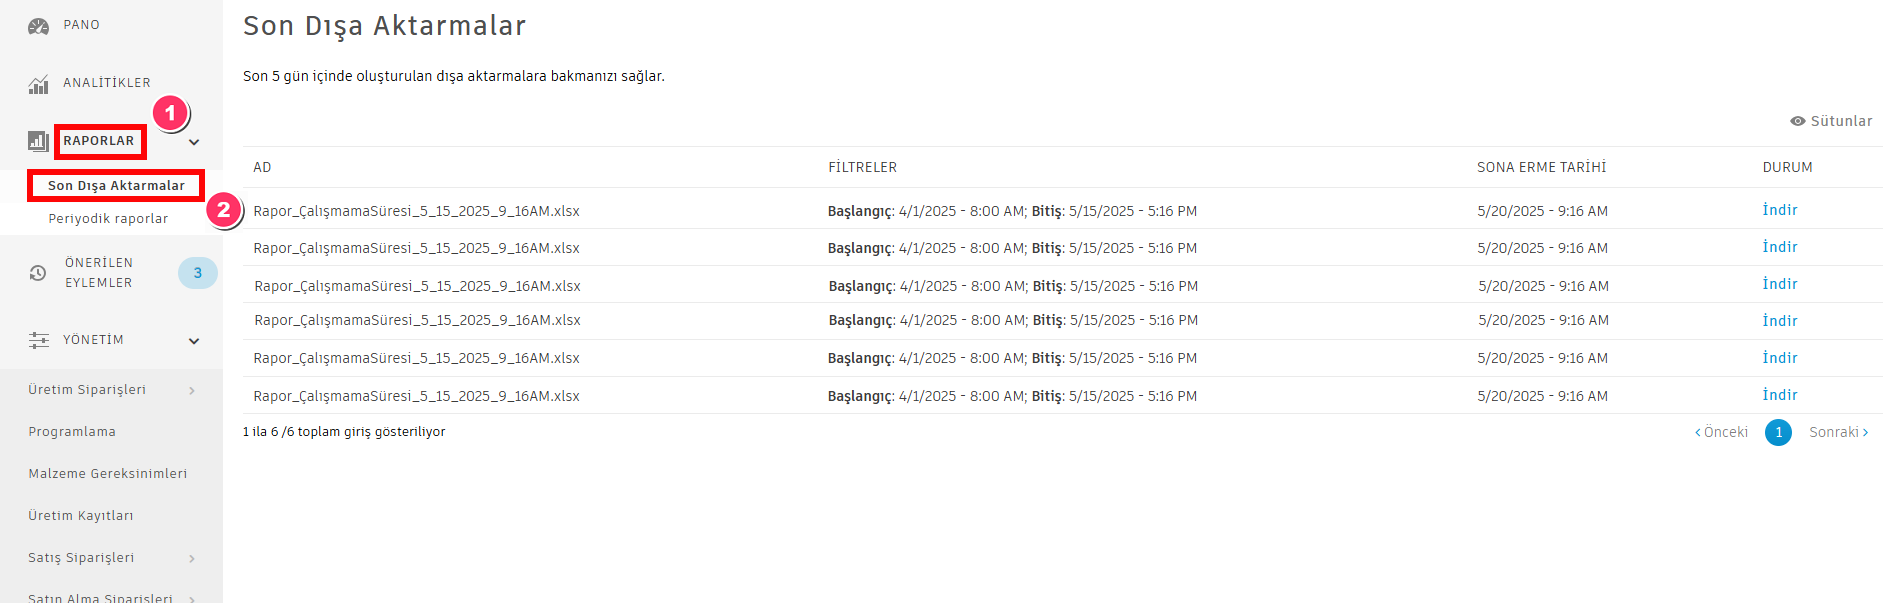 PANO
ANALİTİKLER
1
RAPORLAR
Son Dışa Aktarmalar
2
Periyodik raporlar
ÖNERİLEN
EYLEMLER
3
YÖNETİM
Üretim Siparişleri
Programlama
Malzeme Gereksinimleri
Üretim Kayıtları
Satış Siparişleri
Satın Alma Siparişleri
Son Dışa Aktarmalar
Son 5 gün içinde oluşturulan dışa aktarmalara bakmanızı sağlar.
Sütunlar
AD FİLTRELER SONA ERME TARİHİ DURUM
Rapor_ÇalışmamaSüresi_5_15_2025_9_16AM.xlsx Başlangıç: 4/1/2025 - 8:00 AM; Bitiş: 5/15/2025 - 5:16 PM 5/20/2025 - 9:16 AM İndir
Rapor_ÇalışmamaSüresi_5_15_2025_9_16AM.xlsx Başlangıç: 4/1/2025 - 8:00 AM; Bitiş: 5/15/2025 - 5:16 PM 5/20/2025 - 9:16 AM İndir
Rapor_ÇalışmamaSüresi_5_15_2025_9_16AM.xlsx Başlangıç: 4/1/2025 - 8:00 AM; Bitiş: 5/15/2025 - 5:16 PM 5/20/2025 - 9:16 AM İndir
Rapor_ÇalışmamaSüresi_5_15_2025_9_16AM.xlsx Başlangıç: 4/1/2025 - 8:00 AM; Bitiş: 5/15/2025 - 5:16 PM 5/20/2025 - 9:16 AM İndir
Rapor_ÇalışmamaSüresi_5_15_2025_9_16AM.xlsx Başlangıç: 4/1/2025 - 8:00 AM; Bitiş: 5/15/2025 - 5:16 PM 5/20/2025 - 9:16 AM İndir
Rapor_ÇalışmamaSüresi_5_15_2025_9_16AM.xlsx Başlangıç: 4/1/2025 - 8:00 AM; Bitiş: 5/15/2025 - 5:16 PM 5/20/2025 - 9:16 AM İndir
1 ila 6 /6 toplam giriş gösteriliyor
‹ Önceki 1 Sonraki ›